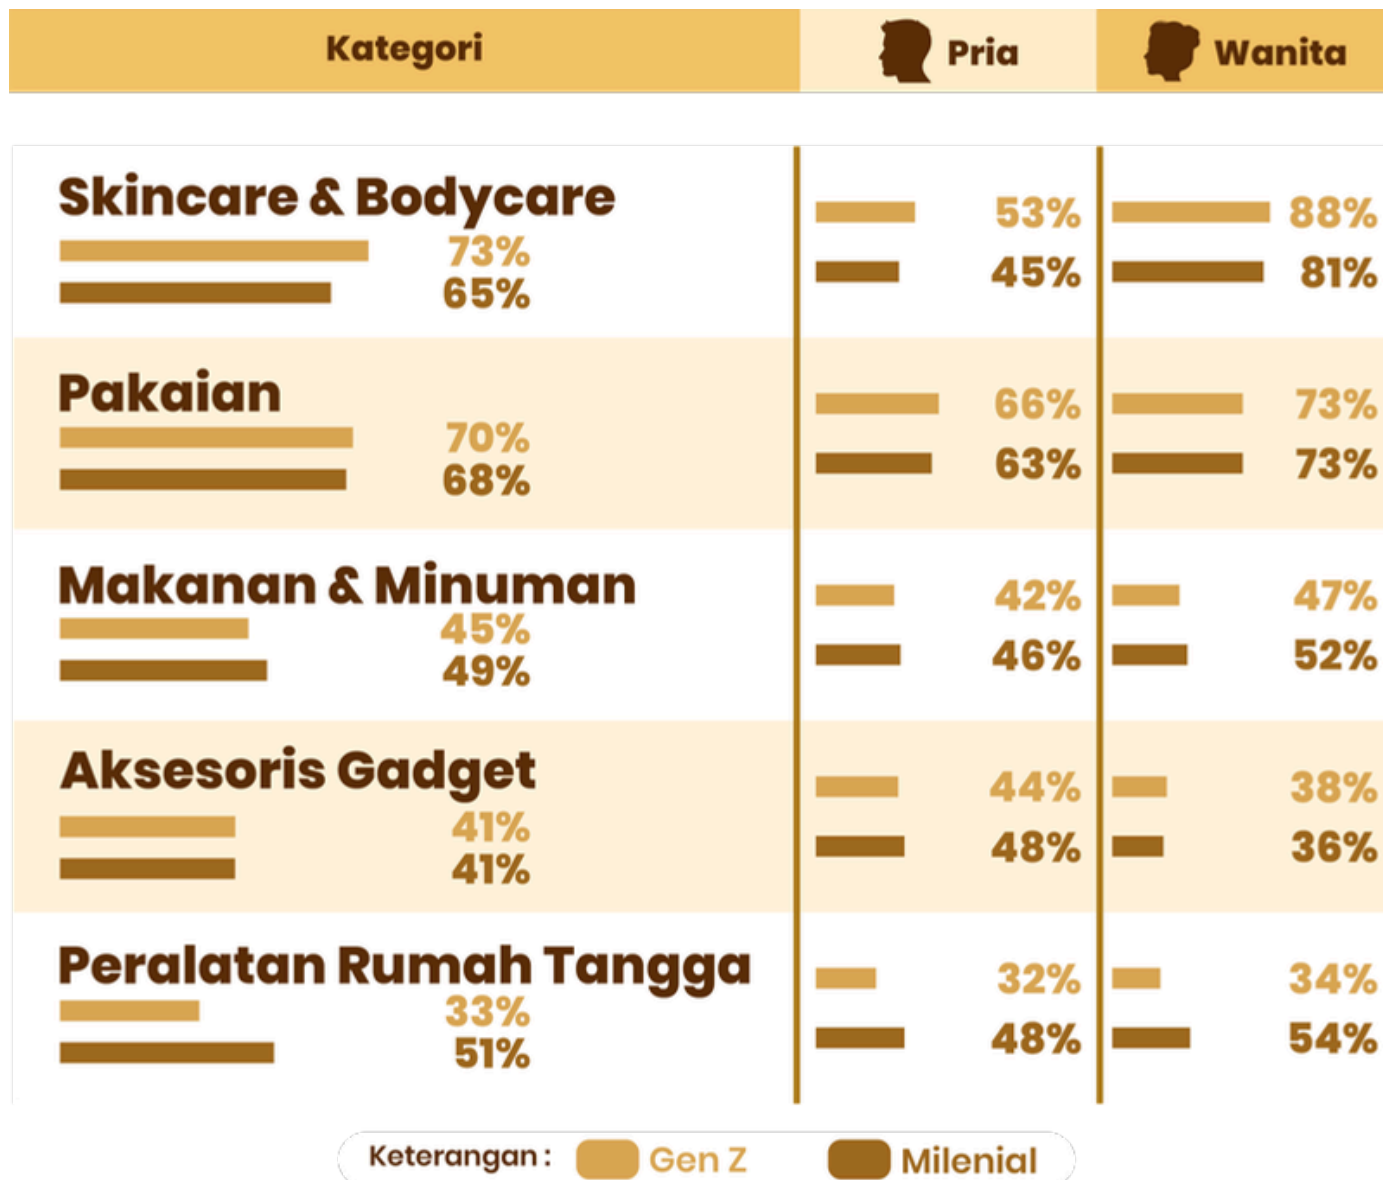 Kategori Pria Wanita
Skincare & Bodycare
73% 53% 88%
65% 45% 81%
Pakaian
70% 66% 73%
68% 63% 73%
Makanan & Minuman
45% 42% 47%
49% 46% 52%
Aksesoris Gadget
41% 44% 38%
41% 48% 36%
Peralatan Rumah Tangga
33% 32% 34%
51% 48% 54%
Keterangan : Gen Z Milenial